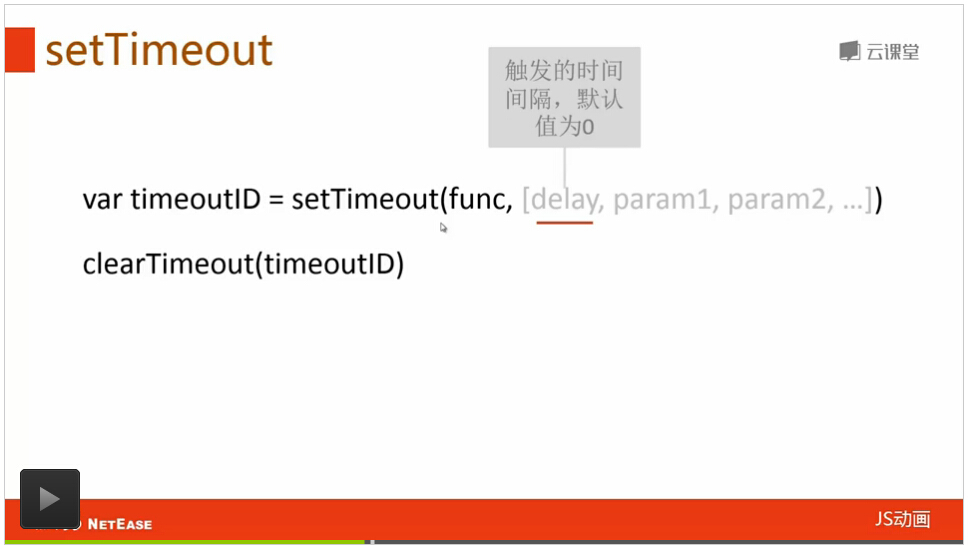 setTimeout
云课堂
触发的时间
间隔，默认
值为0
var timeoutID = setTimeout(func, [delay, param1, param2, ...])
clearTimeout(timeoutID)
NETEASE
JS动画